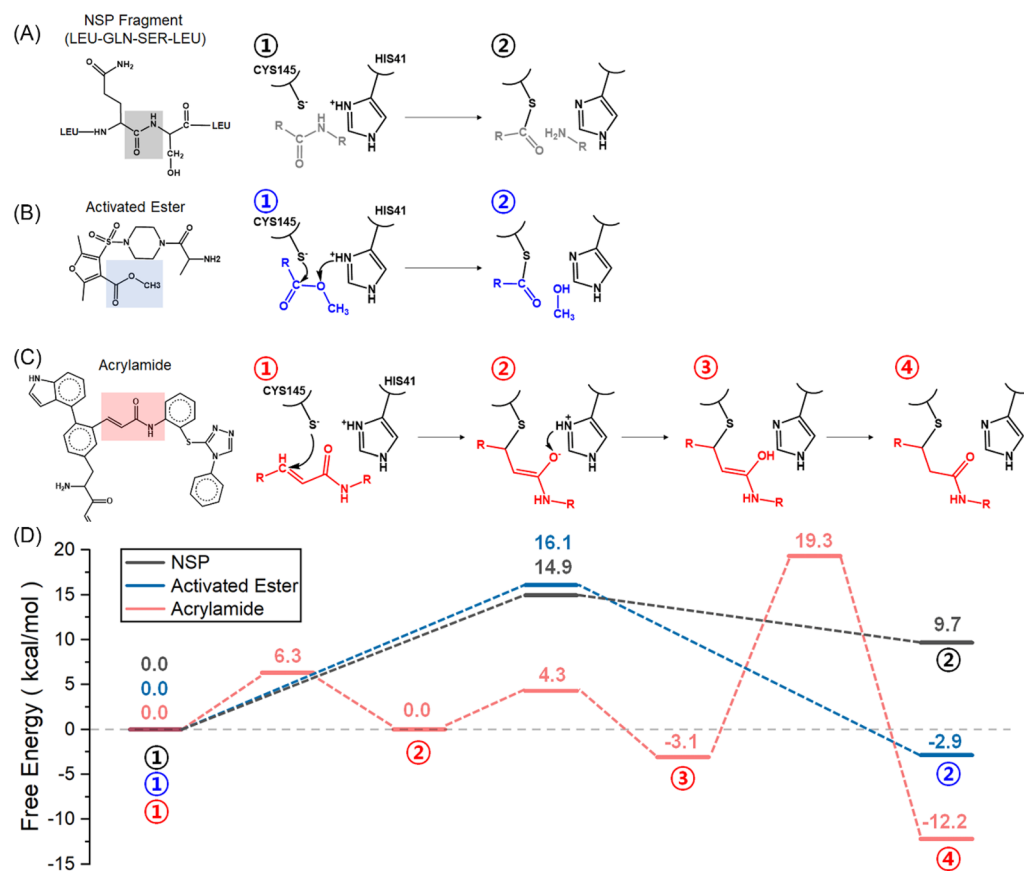 (A)
NSP Fragment
(LEU-GLN-SER-LEU)
O
NH₂
LEU
HN
O
H
N
O
LEU
CH₂
OH
①
CYS145
S⁻
HIS41
⁺HN
N
H
R
H
N
R
O
②
S
R
O
H₂N
R
N
N
H
(B)
Activated Ester
O
O
S
N
N
O
NH2
O
O
O
CH3
①
CYS145
S⁻
HIS41
⁺HN
N
H
R
C
O
O
CH₃
②
S
R
O
OH
CH₃
N
N
H
(C)
Acrylamide
HN
O
NH
S
N
N
N
H₂N
O
①
CYS145
S⁻
HIS41
⁺HN
N
H
R
H
C
O
N
H
R
②
S
R
O⁻
HN
R
H
N
⁺
N
H
③
S
R
OH
HN
R
N
N
H
④
S
R
O
HN
R
N
N
H
(D)
Free Energy ( kcal/mol )
20
15
10
5
0
-5
-10
-15
NSP
Activated Ester
Acrylamide
0.0
0.0
0.0
①
①
①
6.3
0.0
②
16.1
14.9
4.3
-3.1
③
19.3
9.7
②
-2.9
②
-12.2
④